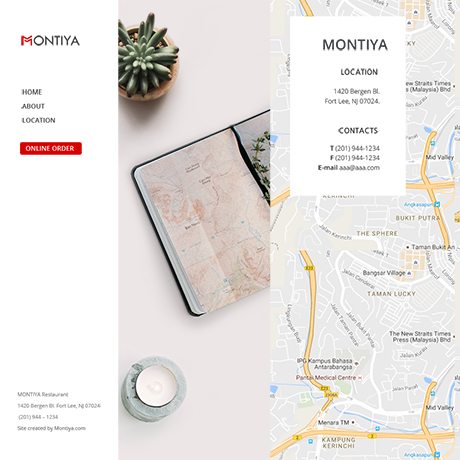 MONTIYA
HOME
ABOUT
LOCATION
ONLINE ORDER
MONTIYA Restaurant
1420 Bergen Bl. Fort Lee, NJ 07024
(201) 944 - 1234
Site created by Montiya.com
MONTIYA
LOCATION
1420 Bergen Bl.
Fort Lee, NJ 07024.
CONTACTS
T (201) 944-1234
F (201) 944-1234
E-mail aaa@aaa.com
New Straits Times
(Malaysia) Bhd
Mid Valley
Angkasapuri
KERINCHI
BUKIT PUTRA
THE SPHERE
Jalan Kerinchi
Taman Bukit An
Bangsar Village
Jalan Maarof
TAMAN LUCKY
The New Straits Times
Press (Malaysia) Bhd
IPG Kampus Bahasa
Antarabangsa
Pantai Medical Centre
Mid Valley
Menara TM
Angkasapuri
KAMPUNG
KERINCHI